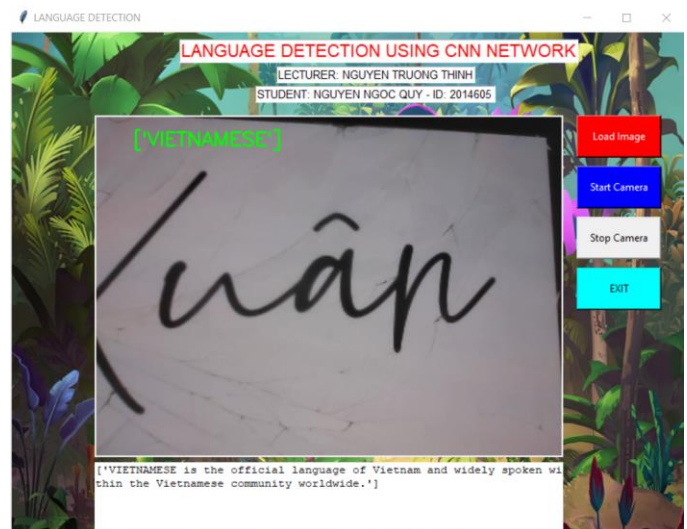 LANGUAGE DETECTION
LANGUAGE DETECTION USING CNN NETWORK
LECTURER: NGUYEN TRUONG THINH
STUDENT: NGUYEN NGOC QUY - ID: 2014605
['VIETNAMESE']
Load Image
Start Camera
Xuân
Stop Camera
EXIT
['VIETNAMESE is the official language of Vietnam and widely spoken wi
thin the Vietnamese community worldwide.']